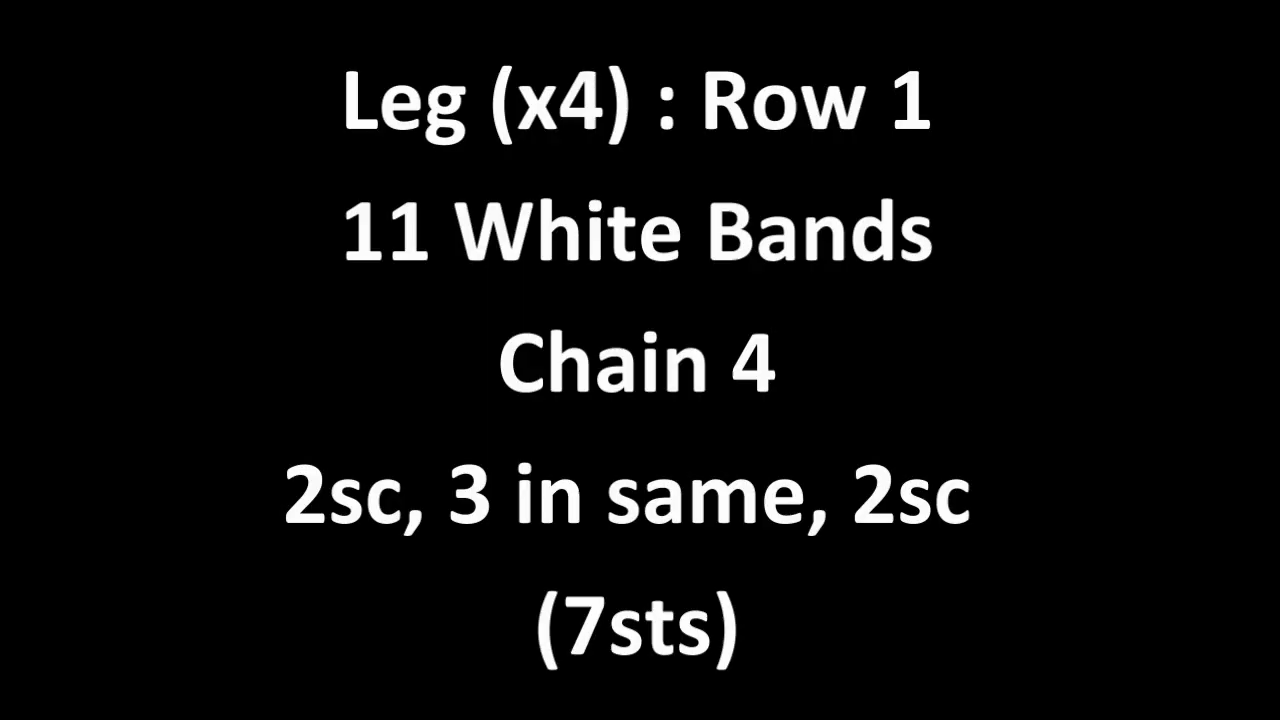 Leg (x4) : Row 1
11 White Bands
Chain 4
2sc, 3 in same, 2sc
(7sts)